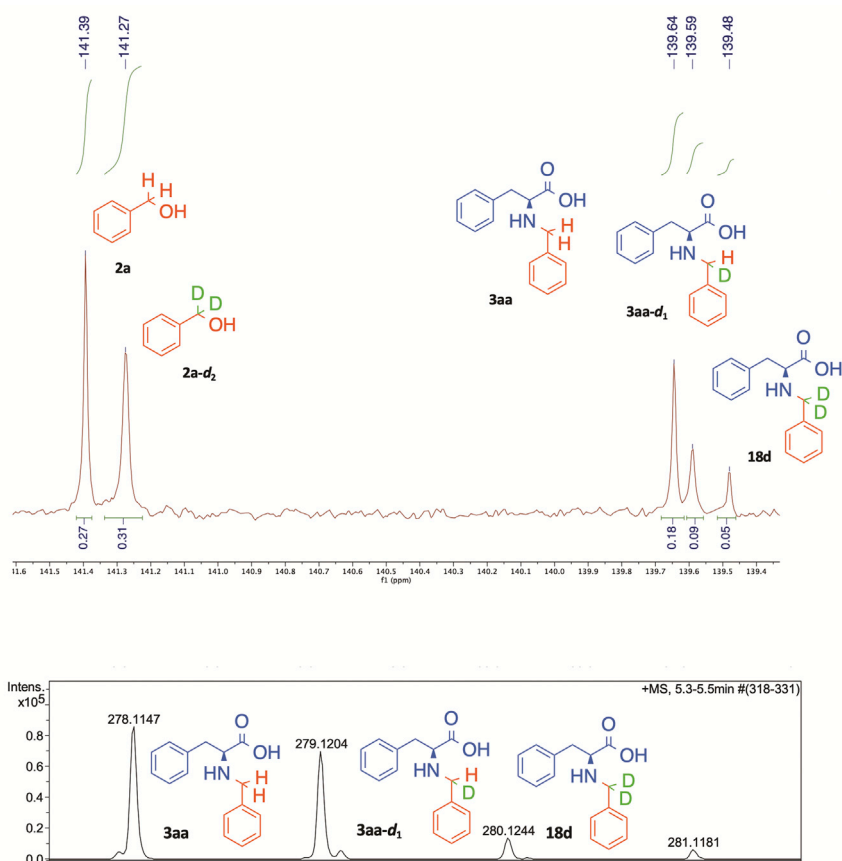 −141.39
−141.27
−139.64
−139.59
−139.48
H
H
OH
2a
D
D
OH
2a-d₂
O
OH
HN
H
H
3aa
O
OH
HN
H
D
3aa-d₁
O
OH
HN
D
D
18d
0.27
0.31
0.18
0.09
0.05
11.6 141.5 141.4 141.3 141.2 141.1 141.0 140.9 140.8 140.7 140.6 140.5 140.4 140.3 140.2 140.1 140.0 139.9 139.8 139.7 139.6 139.5 139.4
f1 (ppm)
Intens.
x10⁵
+MS, 5.3-5.5min #(318-331)
0.8
0.6
0.4
0.2
0.0
278.1147
O
OH
HN
H
H
3aa
279.1204
O
OH
HN
H
D
3aa-d₁
280.1244
O
OH
HN
D
D
18d
281.1181